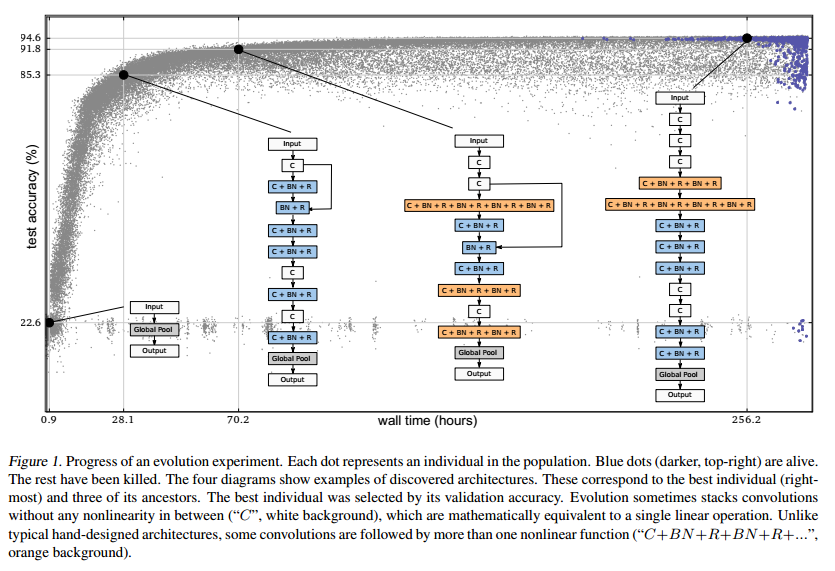 94.6
91.8
85.3
22.6
test accuracy (%)
Input
Global Pool
Output
Input
C
C + BN + R
BN + R
C + BN + R
C + BN + R
C
C + BN + R
C
C + BN + R
Global Pool
Output
Input
C
C
C + BN + R + BN + R + BN + R + BN + R
C + BN + R
BN + R
C + BN + R
C + BN + R + BN + R
C
C + BN + R + BN + R
Global Pool
Output
Input
C
C
C
C + BN + R + BN + R
C + BN + R + BN + R + BN + R + BN + R
C + BN + R
C + BN + R
C + BN + R
C
C
C + BN + R
C + BN + R
Global Pool
Output
0.9
28.1
70.2
wall time (hours)
256.2
Figure 1. Progress of an evolution experiment. Each dot represents an individual in the population. Blue dots (darker, top-right) are alive.
The rest have been killed. The four diagrams show examples of discovered architectures. These correspond to the best individual (right-
most) and three of its ancestors. The best individual was selected by its validation accuracy. Evolution sometimes stacks convolutions
without any nonlinearity in between (“C”, white background), which are mathematically equivalent to a single linear operation. Unlike
typical hand-designed architectures, some convolutions are followed by more than one nonlinear function (“C+BN+R+BN+R+...”,
orange background).